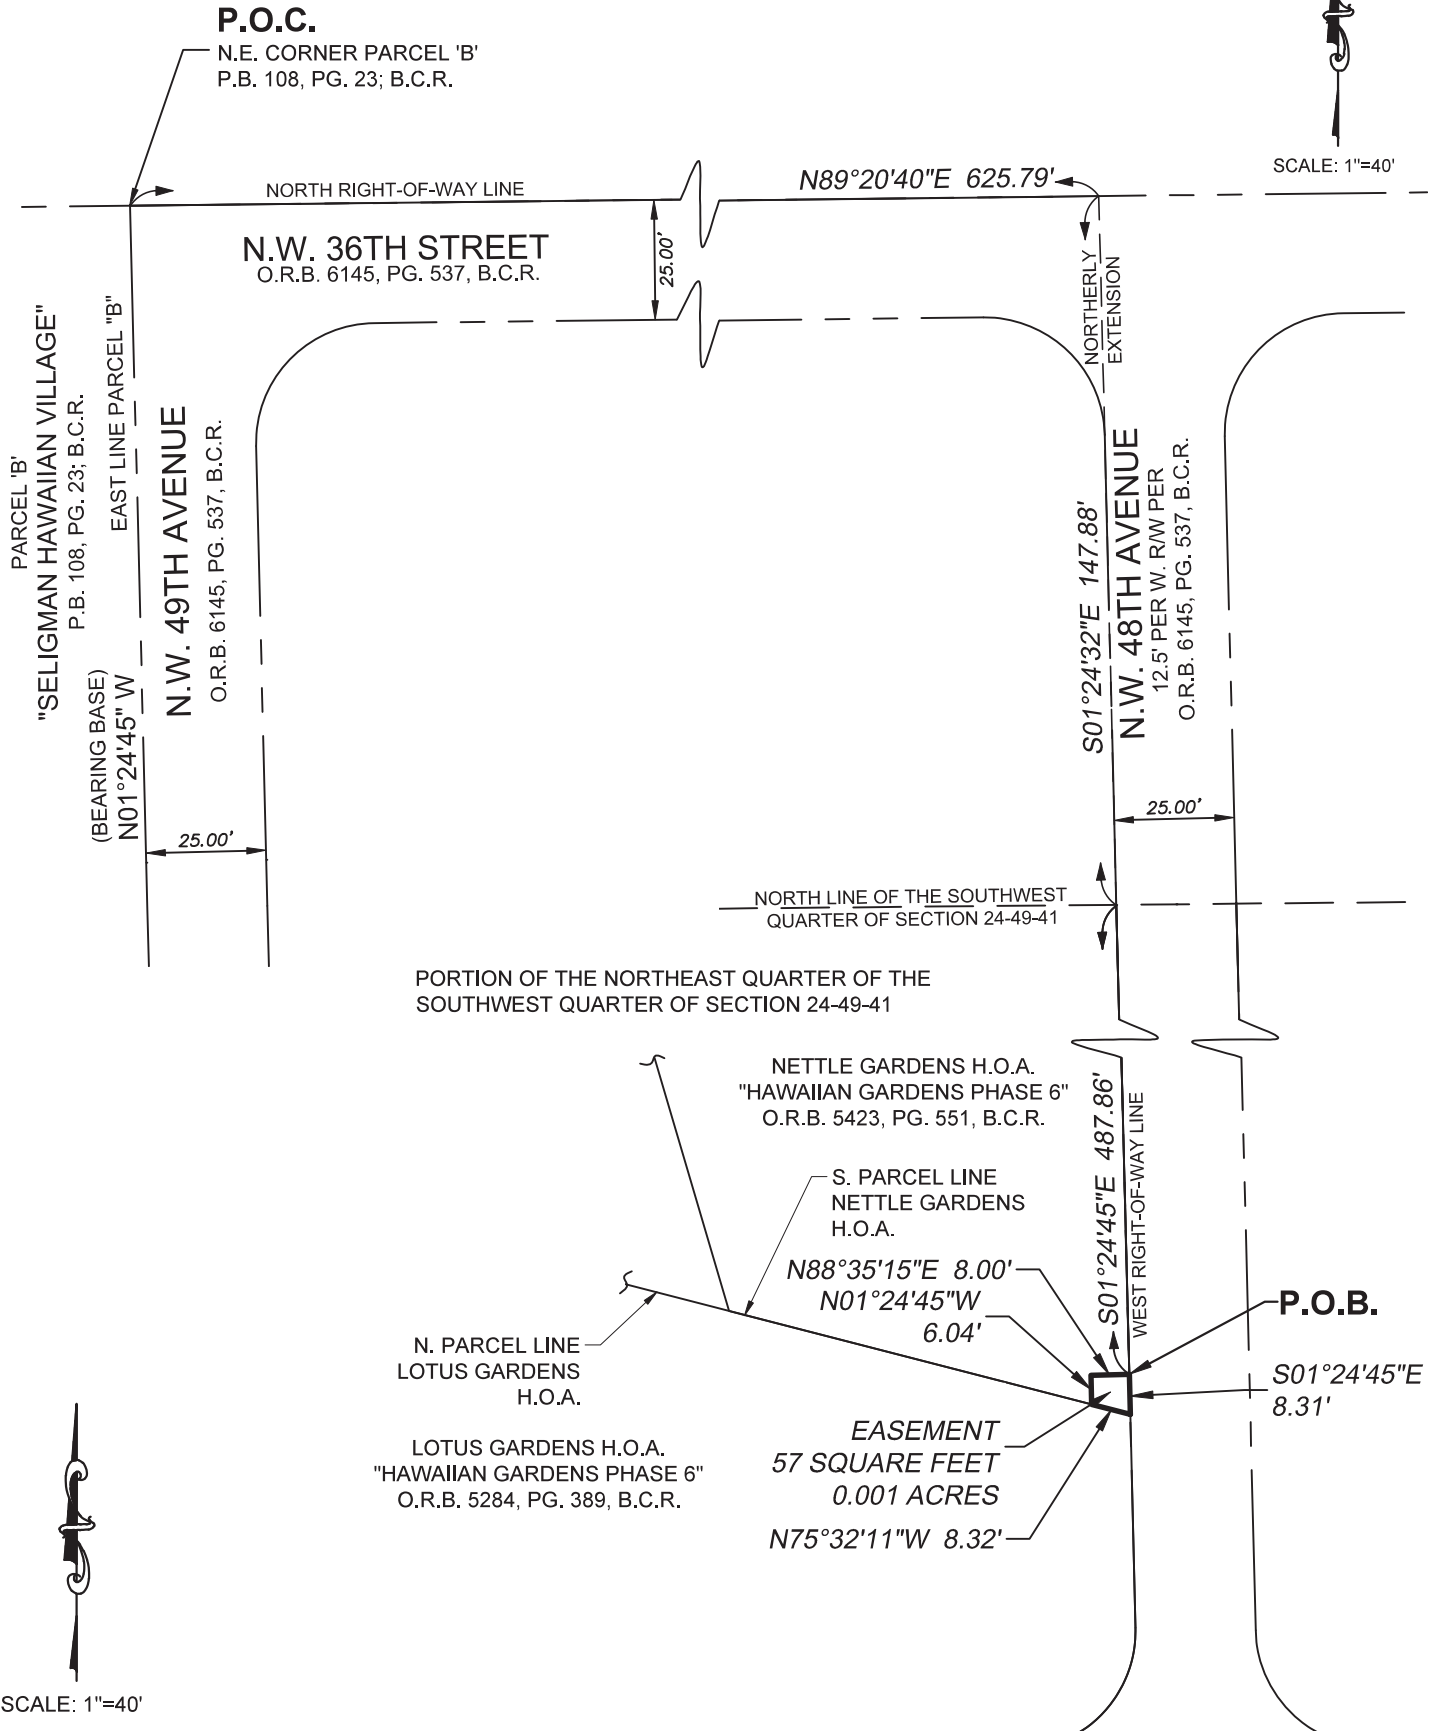 P.O.C.
N.E. CORNER PARCEL 'B'
P.B. 108, PG. 23; B.C.R.
SCALE: 1"=40'
NORTH RIGHT-OF-WAY LINE
N89°20'40"E 625.79'
N.W. 36TH STREET
O.R.B. 6145, PG. 537, B.C.R.
25.00'
NORTHERLY
EXTENSION
PARCEL 'B'
"SELIGMAN HAWAIIAN VILLAGE"
P.B. 108, PG. 23; B.C.R.
EAST LINE PARCEL "B"
(BEARING BASE)
N01°24'45" W
N.W. 49TH AVENUE
O.R.B. 6145, PG. 537, B.C.R.
25.00'
S01°24'32"E 147.88'
N.W. 48TH AVENUE
12.5' PER W. R/W PER
O.R.B. 6145, PG. 537, B.C.R.
25.00'
NORTH LINE OF THE SOUTHWEST
QUARTER OF SECTION 24-49-41
PORTION OF THE NORTHEAST QUARTER OF THE
SOUTHWEST QUARTER OF SECTION 24-49-41
NETTLE GARDENS H.O.A.
"HAWAIIAN GARDENS PHASE 6"
O.R.B. 5423, PG. 551, B.C.R.
S01°24'45"E 487.86'
WEST RIGHT-OF-WAY LINE
S. PARCEL LINE
NETTLE GARDENS
H.O.A.
N88°35'15"E 8.00'
N01°24'45"W
6.04'
P.O.B.
N. PARCEL LINE
LOTUS GARDENS
H.O.A.
S01°24'45"E
8.31'
EASEMENT
57 SQUARE FEET
0.001 ACRES
LOTUS GARDENS H.O.A.
"HAWAIIAN GARDENS PHASE 6"
O.R.B. 5284, PG. 389, B.C.R.
N75°32'11"W 8.32'
SCALE: 1"=40'